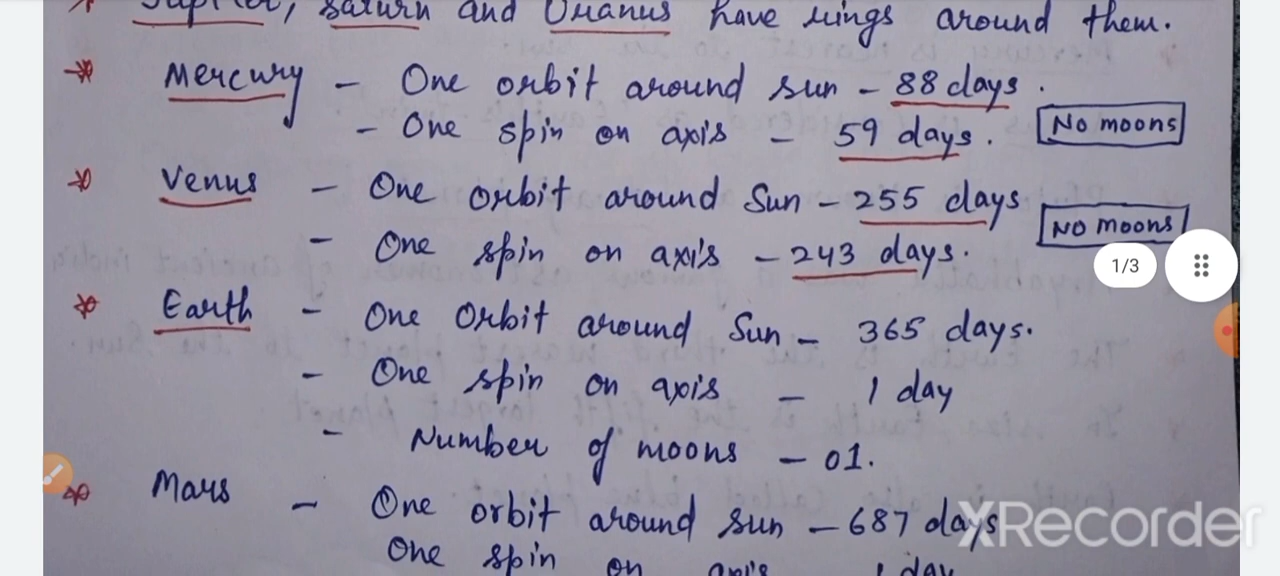 * Jupiter, Saturn and Uranus have rings around them.
* Mercury - One orbit around sun - 88 days.
- One spin on axis - 59 days. No moons
* Venus - One orbit around Sun - 255 days
- One spin on axis - 243 days. NO moons
1/3
* Earth - One Orbit around Sun - 365 days.
- One spin on axis - 1 day
- Number of moons - 01.
* Mars - One orbit around sun - 687 days
One spin on axis 1 day
XRecorder